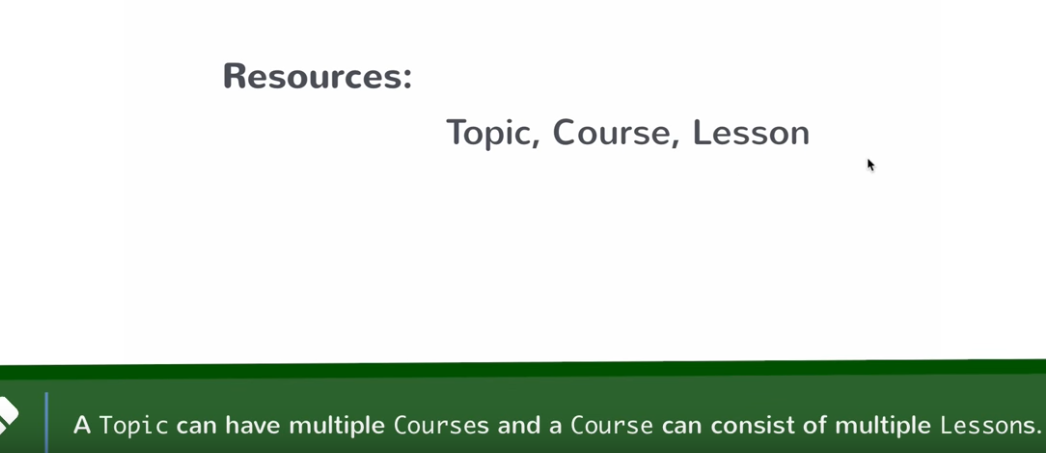 Resources:
Topic, Course, Lesson
A Topic can have multiple Courses and a Course can consist of multiple Lessons.